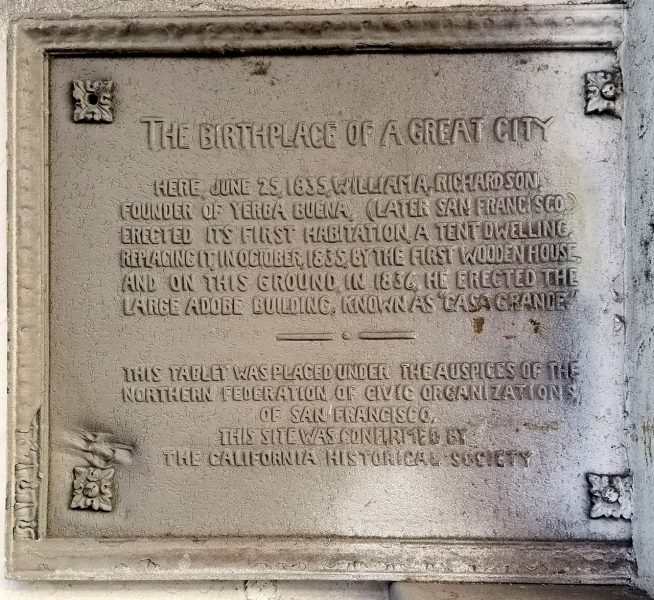 THE BIRTHPLACE OF A GREAT CITY
HERE, JUNE 25, 1835, WILLIAM A. RICHARDSON,
FOUNDER OF YERBA BUENA, (LATER SAN FRANCISCO)
ERECTED ITS FIRST HABITATION, A TENT DWELLING,
REPLACING IT, IN OCTOBER, 1835, BY THE FIRST WOODEN HOUSE,
AND ON THIS GROUND, IN 1836, HE ERECTED THE
LARGE ADOBE BUILDING, KNOWN AS "CASA GRANDE"
THIS TABLET WAS PLACED UNDER THE AUSPICES OF THE
NORTHERN FEDERATION OF CIVIC ORGANIZATIONS
OF SAN FRANCISCO.
THIS SITE WAS CONFIRMED BY
THE CALIFORNIA HISTORICAL SOCIETY